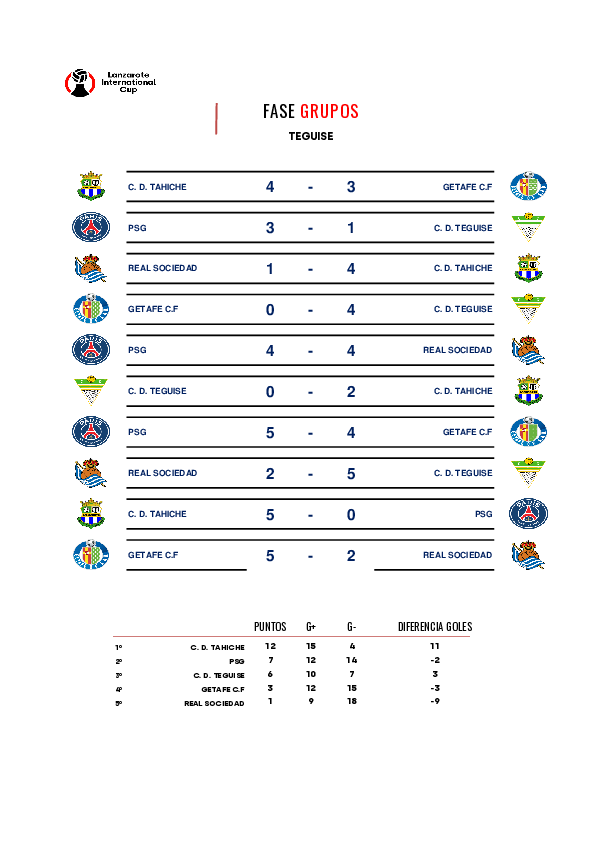 Lanzarote
International
Cup
FASE GRUPOS
TEGUISE
C. D. TAHICHE 4 - 3 GETAFE C.F
PSG 3 - 1 C. D. TEGUISE
REAL SOCIEDAD 1 - 4 C. D. TAHICHE
GETAFE C.F 0 - 4 C. D. TEGUISE
PSG 4 - 4 REAL SOCIEDAD
C. D. TEGUISE 0 - 2 C. D. TAHICHE
PSG 5 - 4 GETAFE C.F
REAL SOCIEDAD 2 - 5 C. D. TEGUISE
C. D. TAHICHE 5 - 0 PSG
GETAFE C.F 5 - 2 REAL SOCIEDAD
PUNTOS G+ G- DIFERENCIA GOLES
1º C. D. TAHICHE 12 15 4 11
2º PSG 7 12 14 -2
3º C. D. TEGUISE 6 10 7 3
4º GETAFE C.F 3 12 15 -3
5º REAL SOCIEDAD 1 9 18 -9